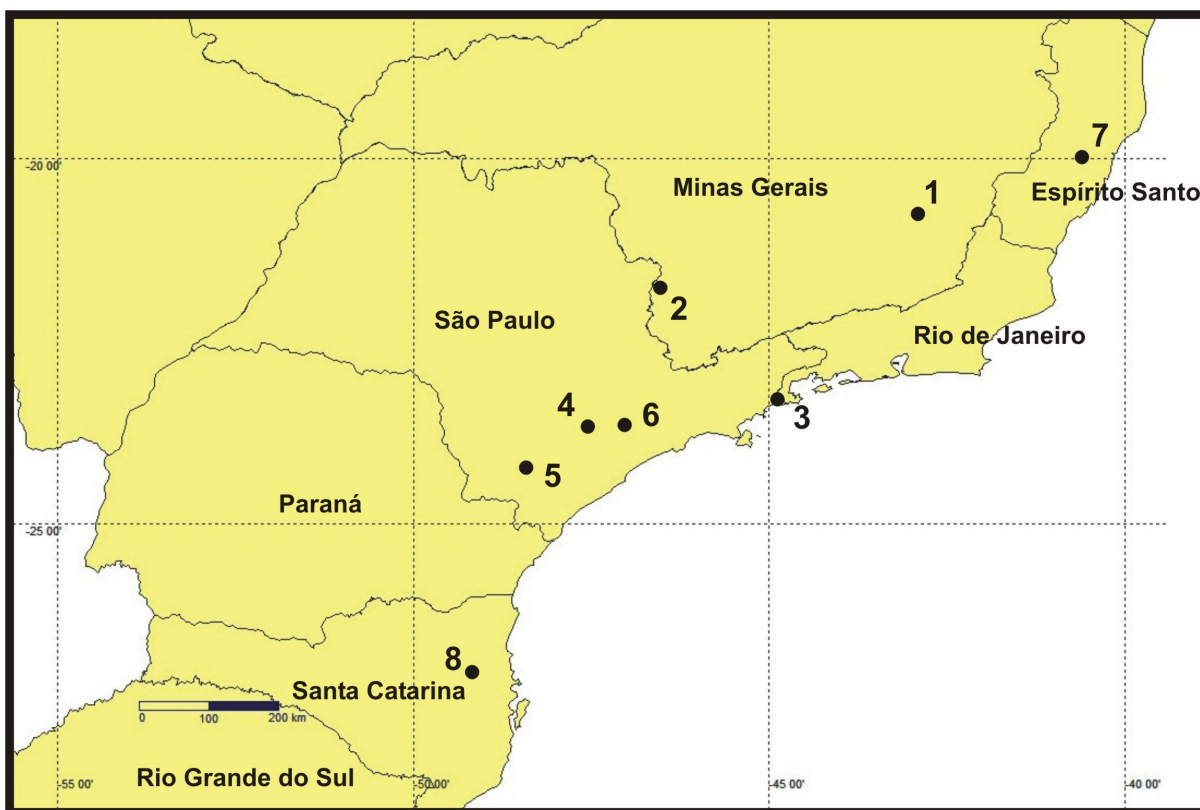 7
-20 00'
Minas Gerais
1
Espírito Santo
2
São Paulo
Rio de Janeiro
4
6
3
5
Paraná
-25 00'
8
Santa Catarina
0 100 200 km
Rio Grande do Sul
-55 00'
-50 00'
-45 00'
-40 00'